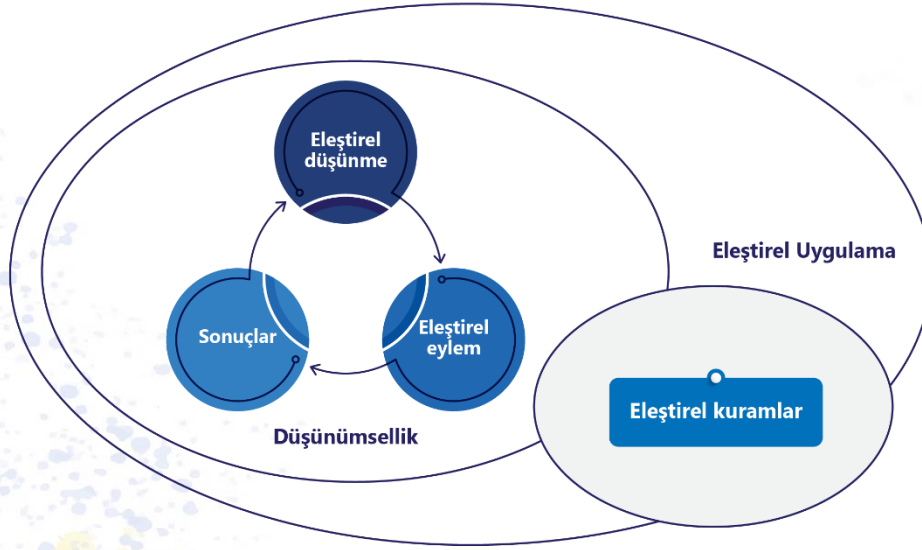 Eleştirel
düşünme
Eleştirel Uygulama
Sonuçlar
Eleştirel
eylem
Eleştirel kuramlar
Düşünümsellik